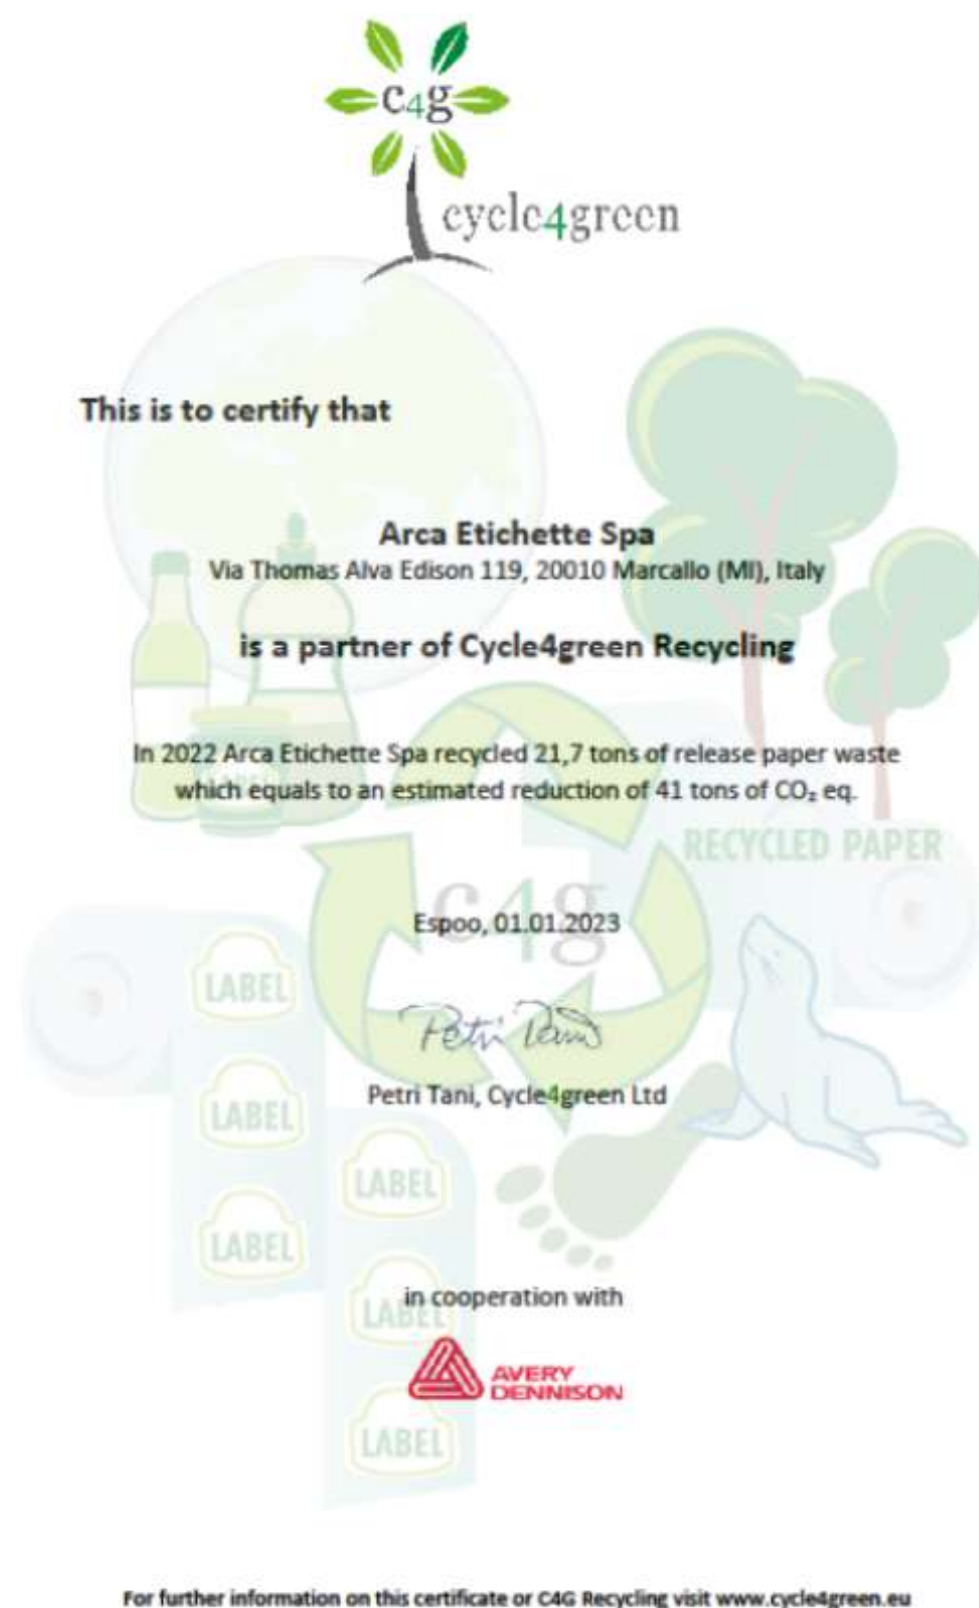 c4g
cycle4green
This is to certify that
Arca Etichette Spa
Via Thomas Alva Edison 119, 20010 Marcallo (MI), Italy
is a partner of Cycle4green Recycling
In 2022 Arca Etichette Spa recycled 21,7 tons of release paper waste
which equals to an estimated reduction of 41 tons of CO₂ eq.
RECYCLED PAPER
c4g
Espoo, 01.01.2023
LABEL
Petri Tani
Petri Tani, Cycle4green Ltd
LABEL
LABEL
LABEL
in cooperation with
LABEL
AVERY
DENNISON
LABEL
For further information on this certificate or C4G Recycling visit www.cycle4green.eu